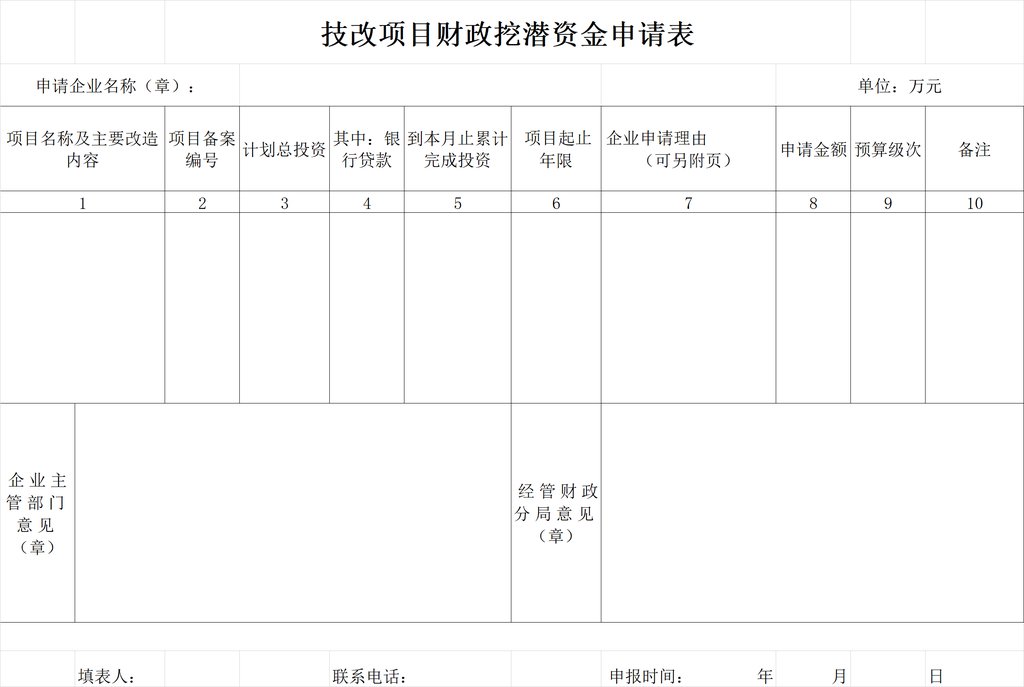 技改项目财政挖潜资金申请表
申请企业名称（章）： 单位：万元
项目名称及主要改造
内容
项目备案
编号
计划总投资
其中：银
行贷款
到本月止累计
完成投资
项目起止
年限
企业申请理由
（可另附页）
申请金额
预算级次
备注
1 2 3 4 5 6 7 8 9 10
企业主
管部门
意见
（章）
经管财政
分局意见
（章）
填表人： 联系电话： 申报时间： 年 月 日